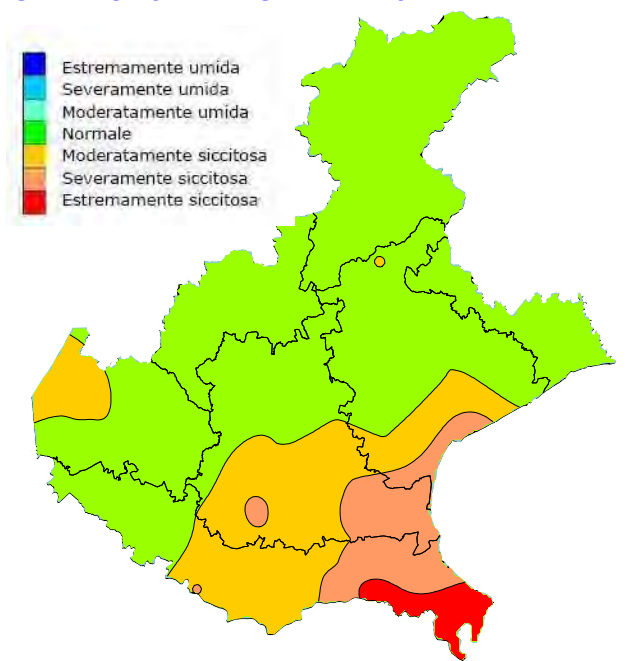 Estremamente umida
Severamente umida
Moderatamente umida
Normale
Moderatamente siccitosa
Severamente siccitosa
Estremamente siccitosa